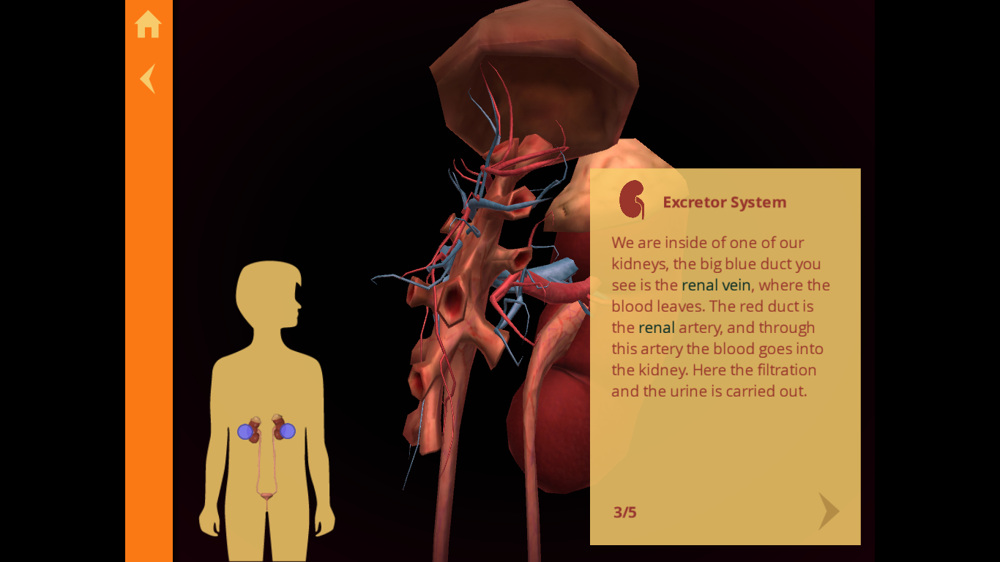 Excretor System
We are inside of one of our
kidneys, the big blue duct you
see is the renal vein, where the
blood leaves. The red duct is
the renal artery, and through
this artery the blood goes into
the kidney. Here the filtration
and the urine is carried out.
3/5